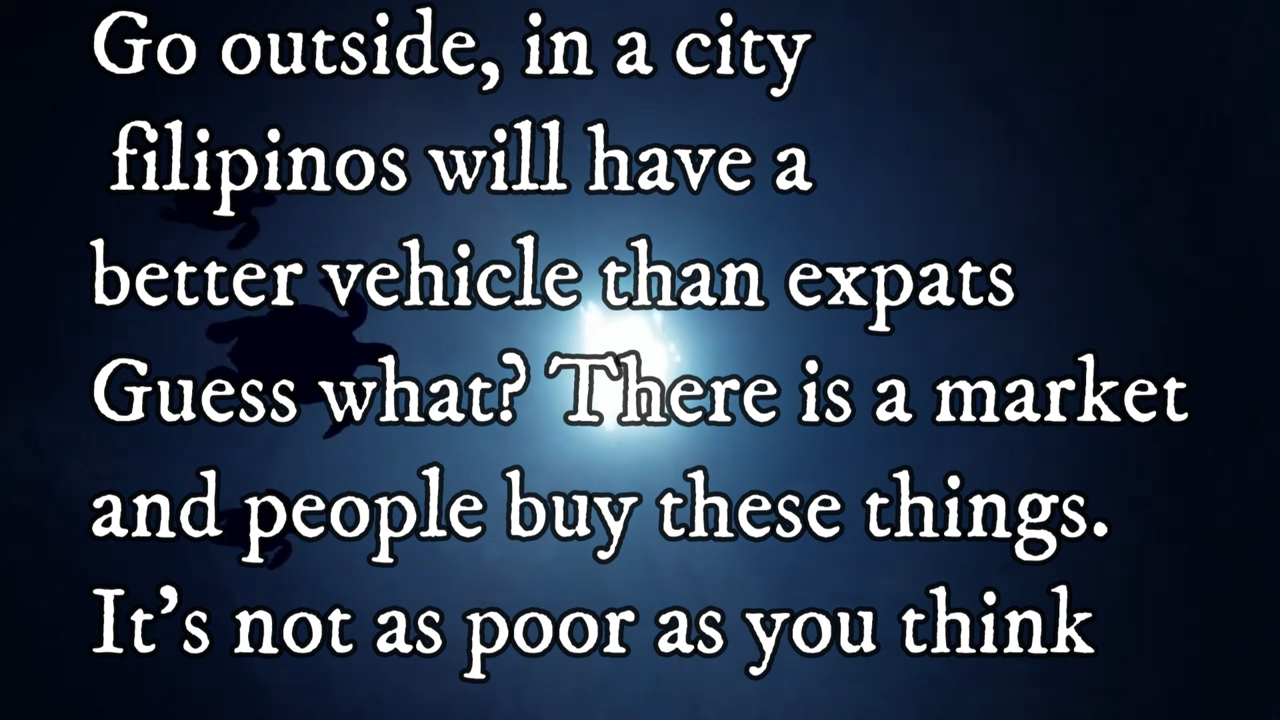 Go outside, in a city
filipinos will have a
better vehicle than expats
Guess what? There is a market
and people buy these things.
It's not as poor as you think